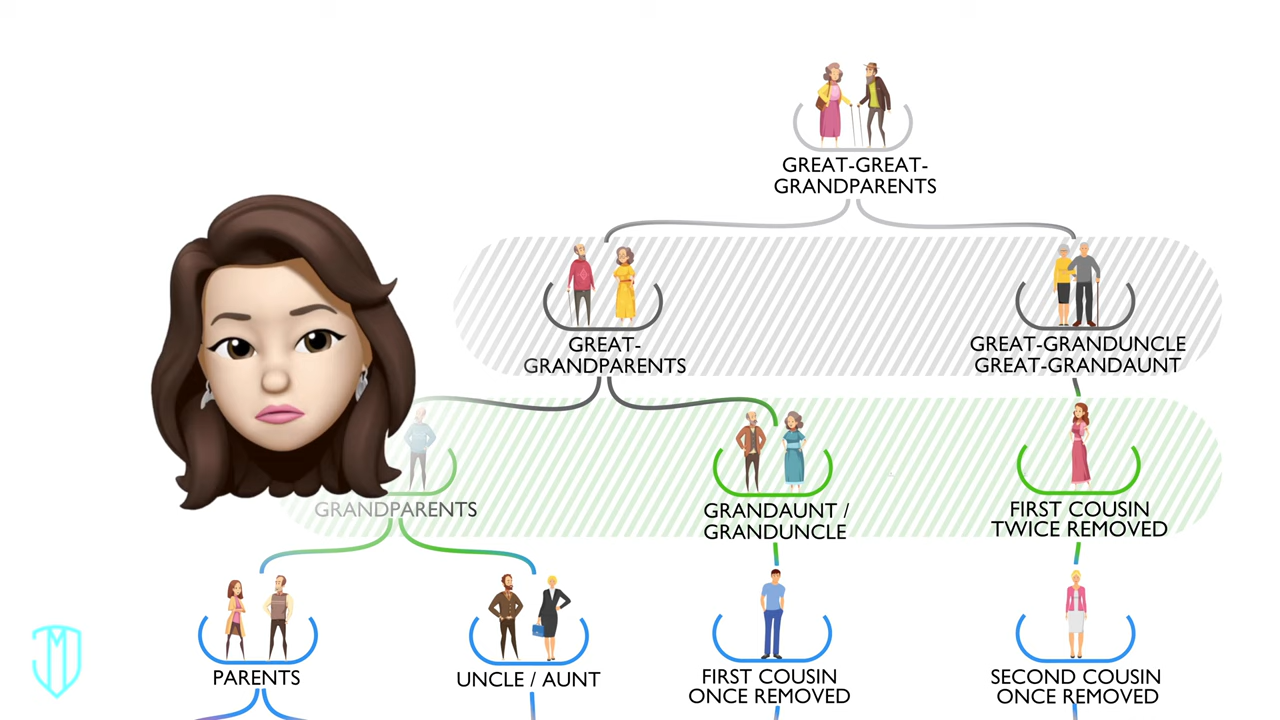 GREAT-GREAT-
GRANDPARENTS
GREAT-
GRANDPARENTS
GREAT-GRANDUNCLE
GREAT-GRANDAUNT
GRANDPARENTS
GRANDAUNT /
GRANDUNCLE
FIRST COUSIN
TWICE REMOVED
PARENTS
UNCLE / AUNT
FIRST COUSIN
ONCE REMOVED
SECOND COUSIN
ONCE REMOVED